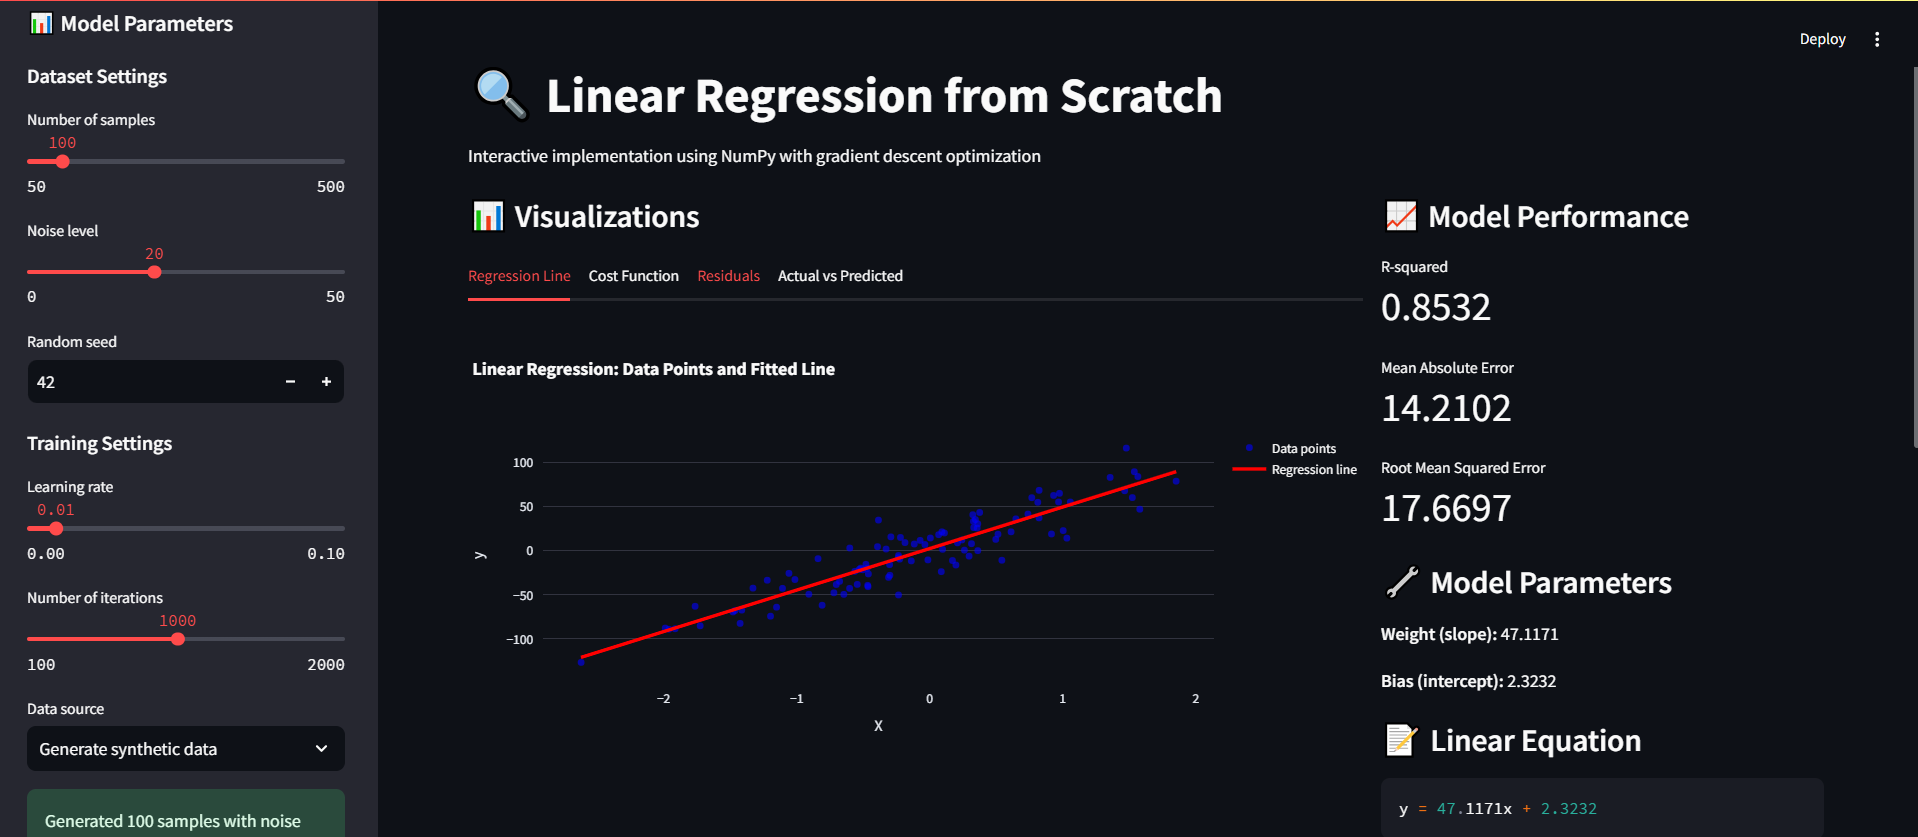 Model Parameters
Dataset Settings
Number of samples
100
50 500
Noise level
20
0 50
Random seed
42 − +
Training Settings
Learning rate
0.01
0.00 0.10
Number of iterations
1000
100 2000
Data source
Generate synthetic data
Generated 100 samples with noise
Deploy
Linear Regression from Scratch
Interactive implementation using NumPy with gradient descent optimization
Visualizations
Regression Line Cost Function Residuals Actual vs Predicted
Linear Regression: Data Points and Fitted Line
Data points
Regression line
100
50
0
−50
−100
y
−2 −1 0 1 2
X
Model Performance
R-squared
0.8532
Mean Absolute Error
14.2102
Root Mean Squared Error
17.6697
Model Parameters
Weight (slope): 47.1171
Bias (intercept): 2.3232
Linear Equation
y = 47.1171x + 2.3232